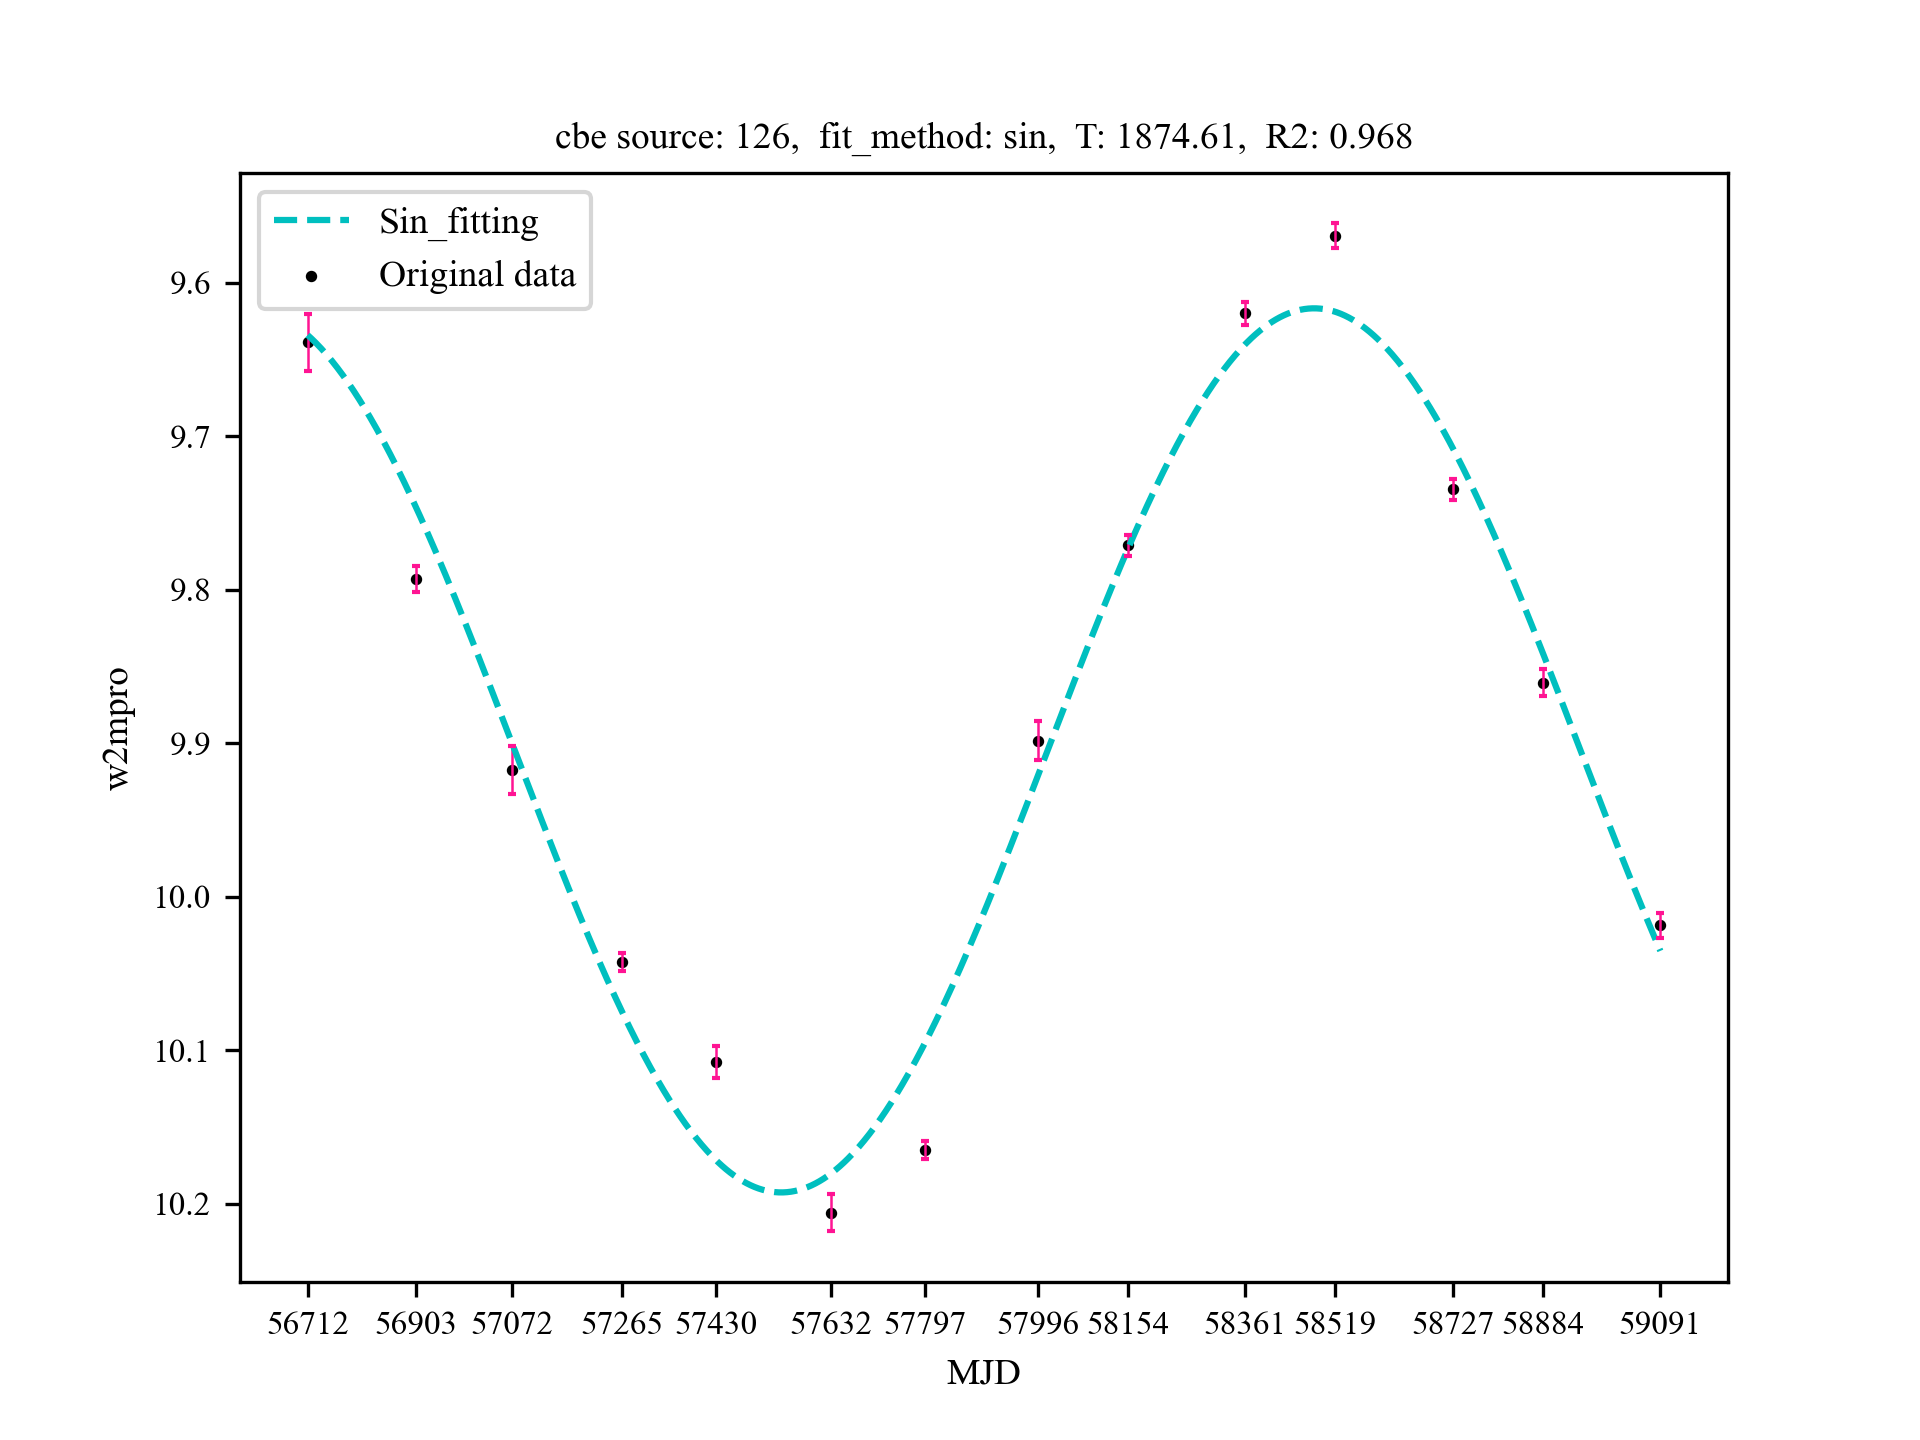 cbe source: 126,  fit_method: sin,  T: 1874.61,  R2: 0.968
Sin_fitting
Original data
9.6
9.7
9.8
9.9
10.0
10.1
10.2
w2mpro
56712 56903 57072 57265 57430 57632 57797 57996 58154 58361 58519 58727 58884 59091
MJD